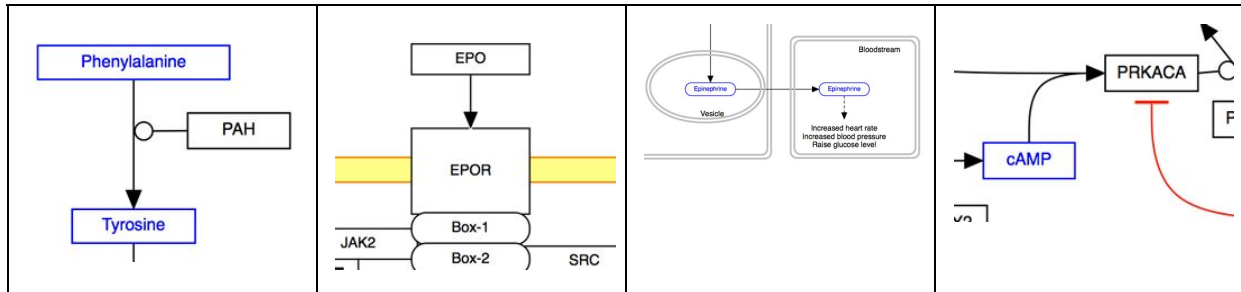 Phenylalanine
PAH
Tyrosine
EPO
EPOR
Box-1
JAK2
Box-2
SRC
Bloodstream
Epinephrine
Epinephrine
Vesicle
Increased heart rate
Increased blood pressure
Raise glucose level
PRKACA
cAMP